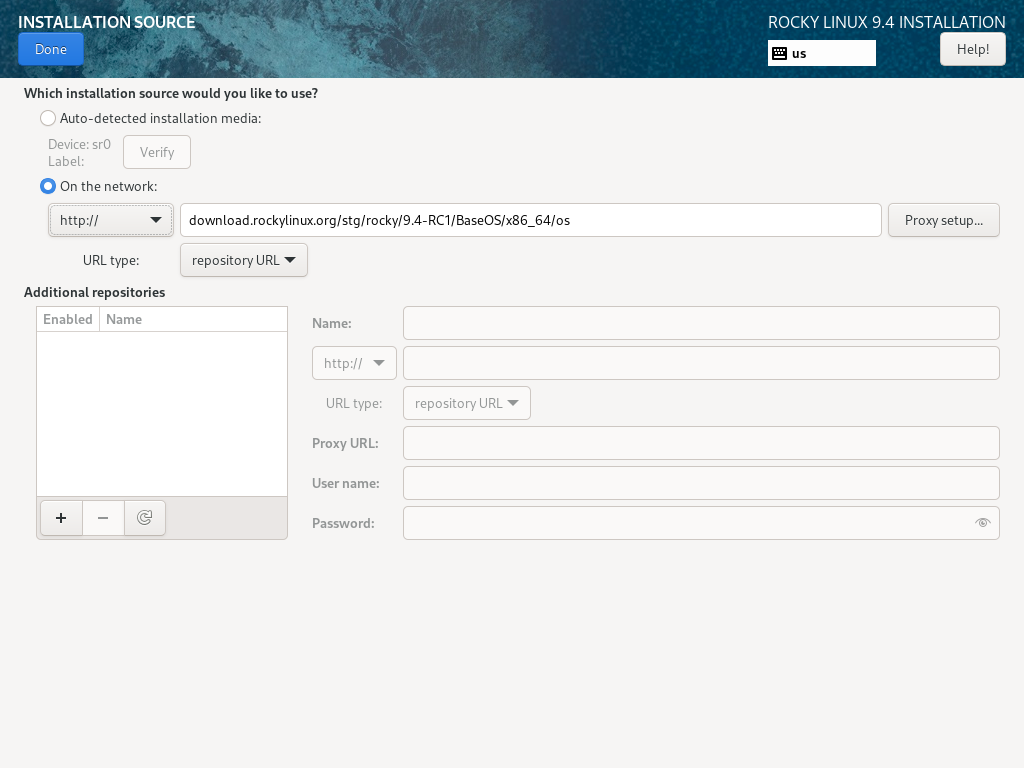 INSTALLATION SOURCE
ROCKY LINUX 9.4 INSTALLATION
Done
us
Help!
Which installation source would you like to use?
Auto-detected installation media:
Device: sr0
Label:
Verify
On the network:
http://
download.rockylinux.org/stg/rocky/9.4-RC1/BaseOS/x86_64/os
Proxy setup...
URL type:
repository URL
Additional repositories
Enabled Name
Name:
http://
URL type:
repository URL
Proxy URL:
User name:
Password: